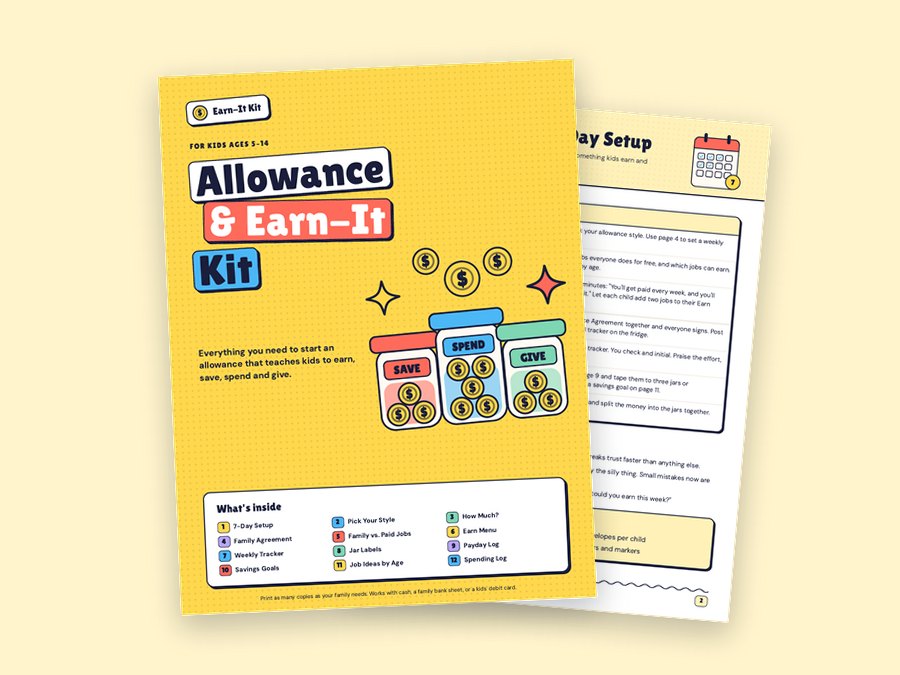 Earn-It Kit
FOR KIDS AGES 5-14
Allowance
& Earn-It
Kit
Everything you need to start an
allowance that teaches kids to earn,
save, spend and give.
SAVE
SPEND
GIVE
What's inside
1 7-Day Setup
2 Pick Your Style
3 How Much?
4 Family Agreement
5 Family vs. Paid Jobs
6 Earn Menu
7 Weekly Tracker
8 Jar Labels
9 Payday Log
10 Savings Goals
11 Job Ideas by Age
12 Spending Log
Print as many copies as your family needs. Works with cash, a family bank sheet, or a kids' debit card.
Day Setup
something kids earn and
7
your allowance style. Use page 4 to set a weekly
everyone does for free, and which jobs can earn,
by age.
minutes: "You'll get paid every week, and you'll
it." Let each child add two jobs to their Earn
Agreement together and everyone signs. Post
tracker on the fridge.
tracker. You check and initial. Praise the effort,
9 and tape them to three jars or
a savings goal on page 11.
and split the money into the jars together.
trust faster than anything else.
the silly thing. Small mistakes now are
could you earn this week?"
per child
and markers
2